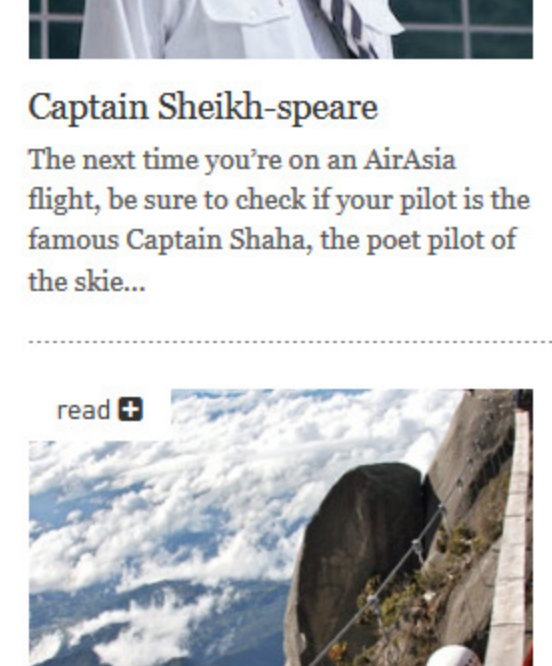 Captain Sheikh-speare
The next time you’re on an AirAsia
flight, be sure to check if your pilot is the
famous Captain Shaha, the poet pilot of
the skie...
read